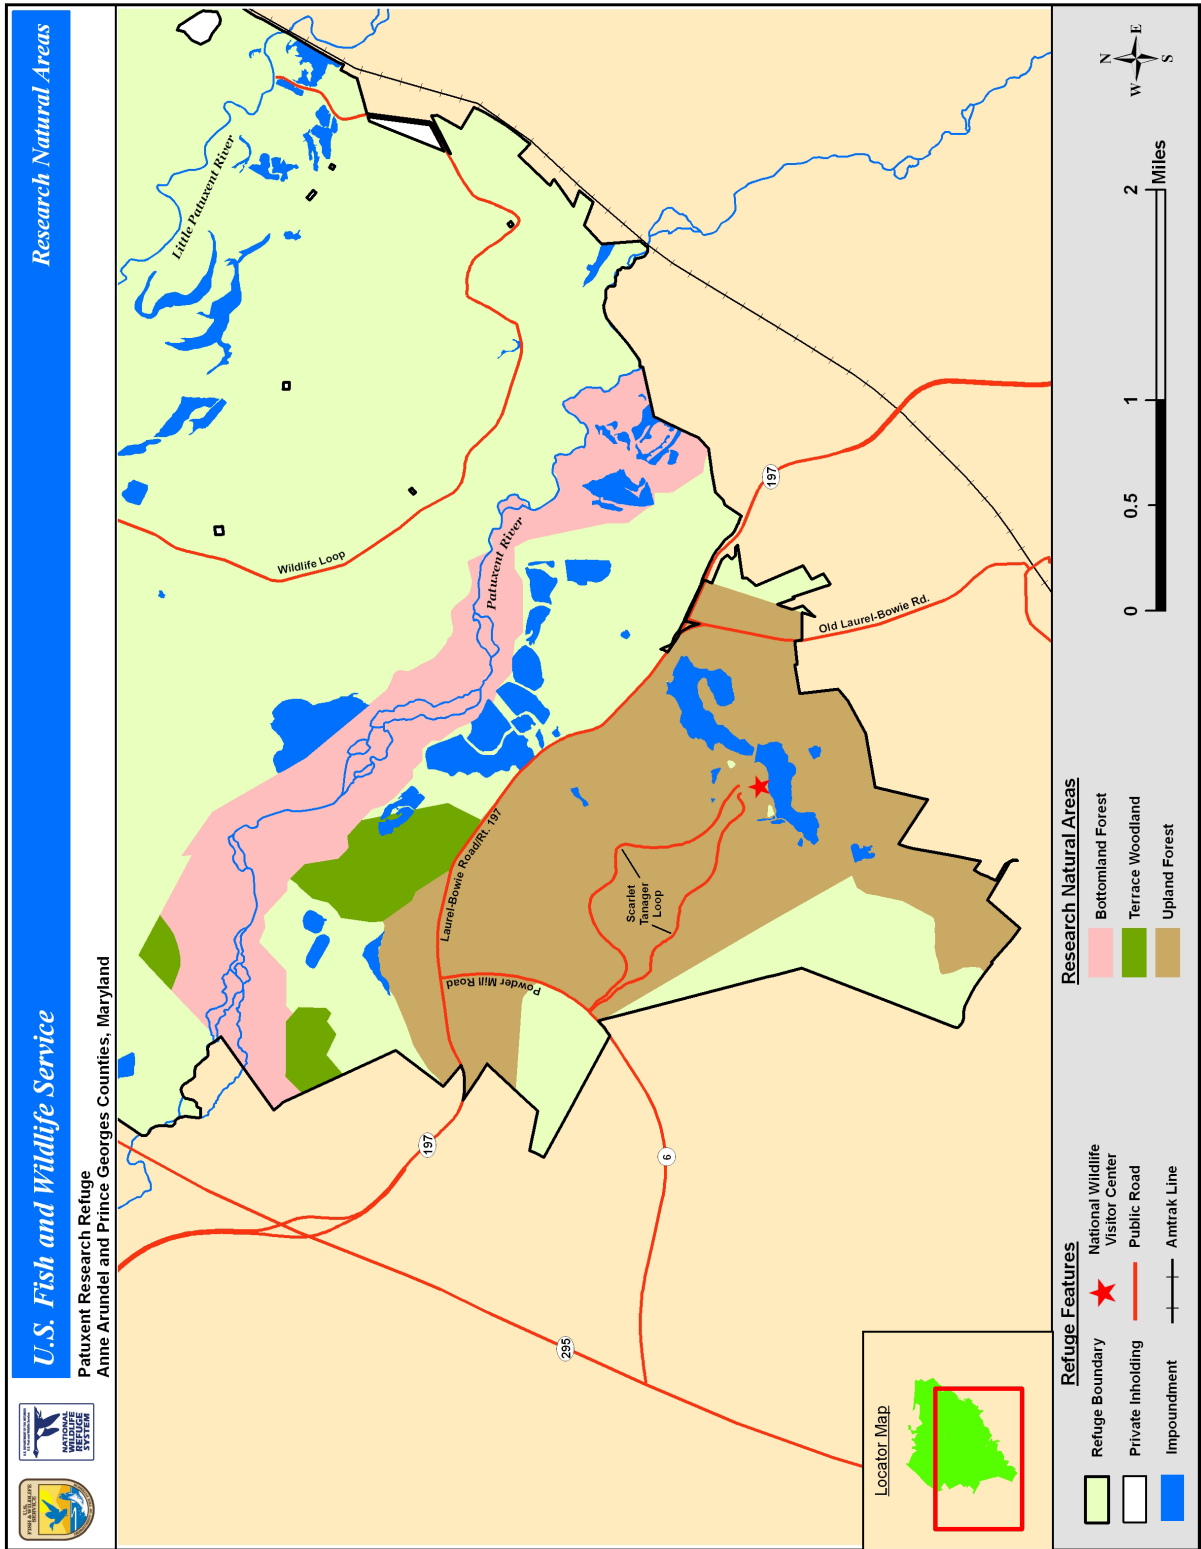 U.S. Fish and Wildlife Service
Research Natural Areas
U.S.
FISH & WILDLIFE
SERVICE
NATIONAL
WILDLIFE
REFUGE
SYSTEM
Patuxent Research Refuge
Anne Arundel and Prince Georges Counties, Maryland
Little Patuxent River
Wildlife Loop
Patuxent River
Laurel-Bowie Road/Rt. 197
Powder Mill Road
Scarlet
Tanager
Loop
Old Laurel-Bowie Rd.
197
197
295
6
Locator Map
Refuge Features
Refuge Boundary
Private Inholding
Impoundment
National Wildlife
Visitor Center
Public Road
Amtrak Line
Research Natural Areas
Bottomland Forest
Terrace Woodland
Upland Forest
0
0.5
1
2
Miles
N
W
E
S